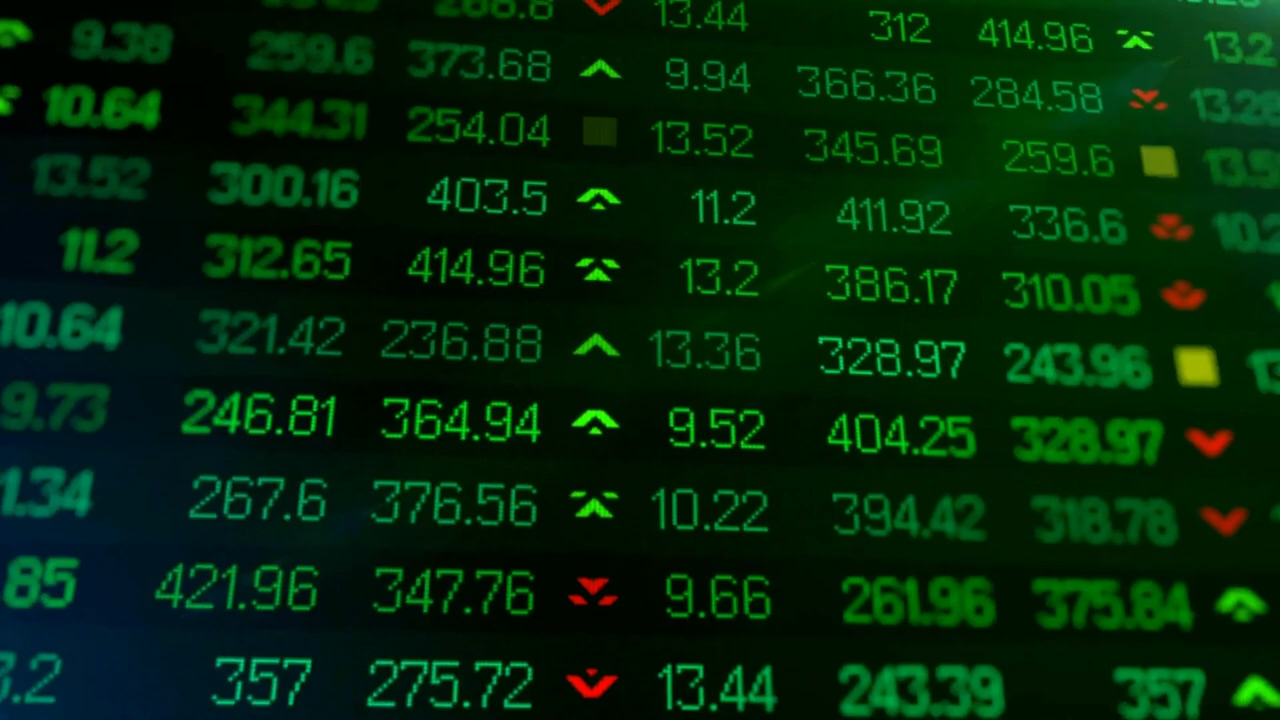 268.8 13.44 312 414.96 13.2
9.38 259.6 373.68 9.94 366.36 284.58 13.28
10.64 344.31 254.04 13.52 345.69 259.6
13.52 300.16 403.5 11.2 411.92 336.6 10.2
11.2 312.65 414.96 13.2 386.17 310.05
10.64 321.42 236.88 13.36 328.97 243.96
9.73 246.81 364.94 9.52 404.25 328.97
1.34 267.6 376.56 10.22 394.42 318.78
85 421.96 347.76 9.66 261.96 375.84
3.2 357 275.72 13.44 243.39 357